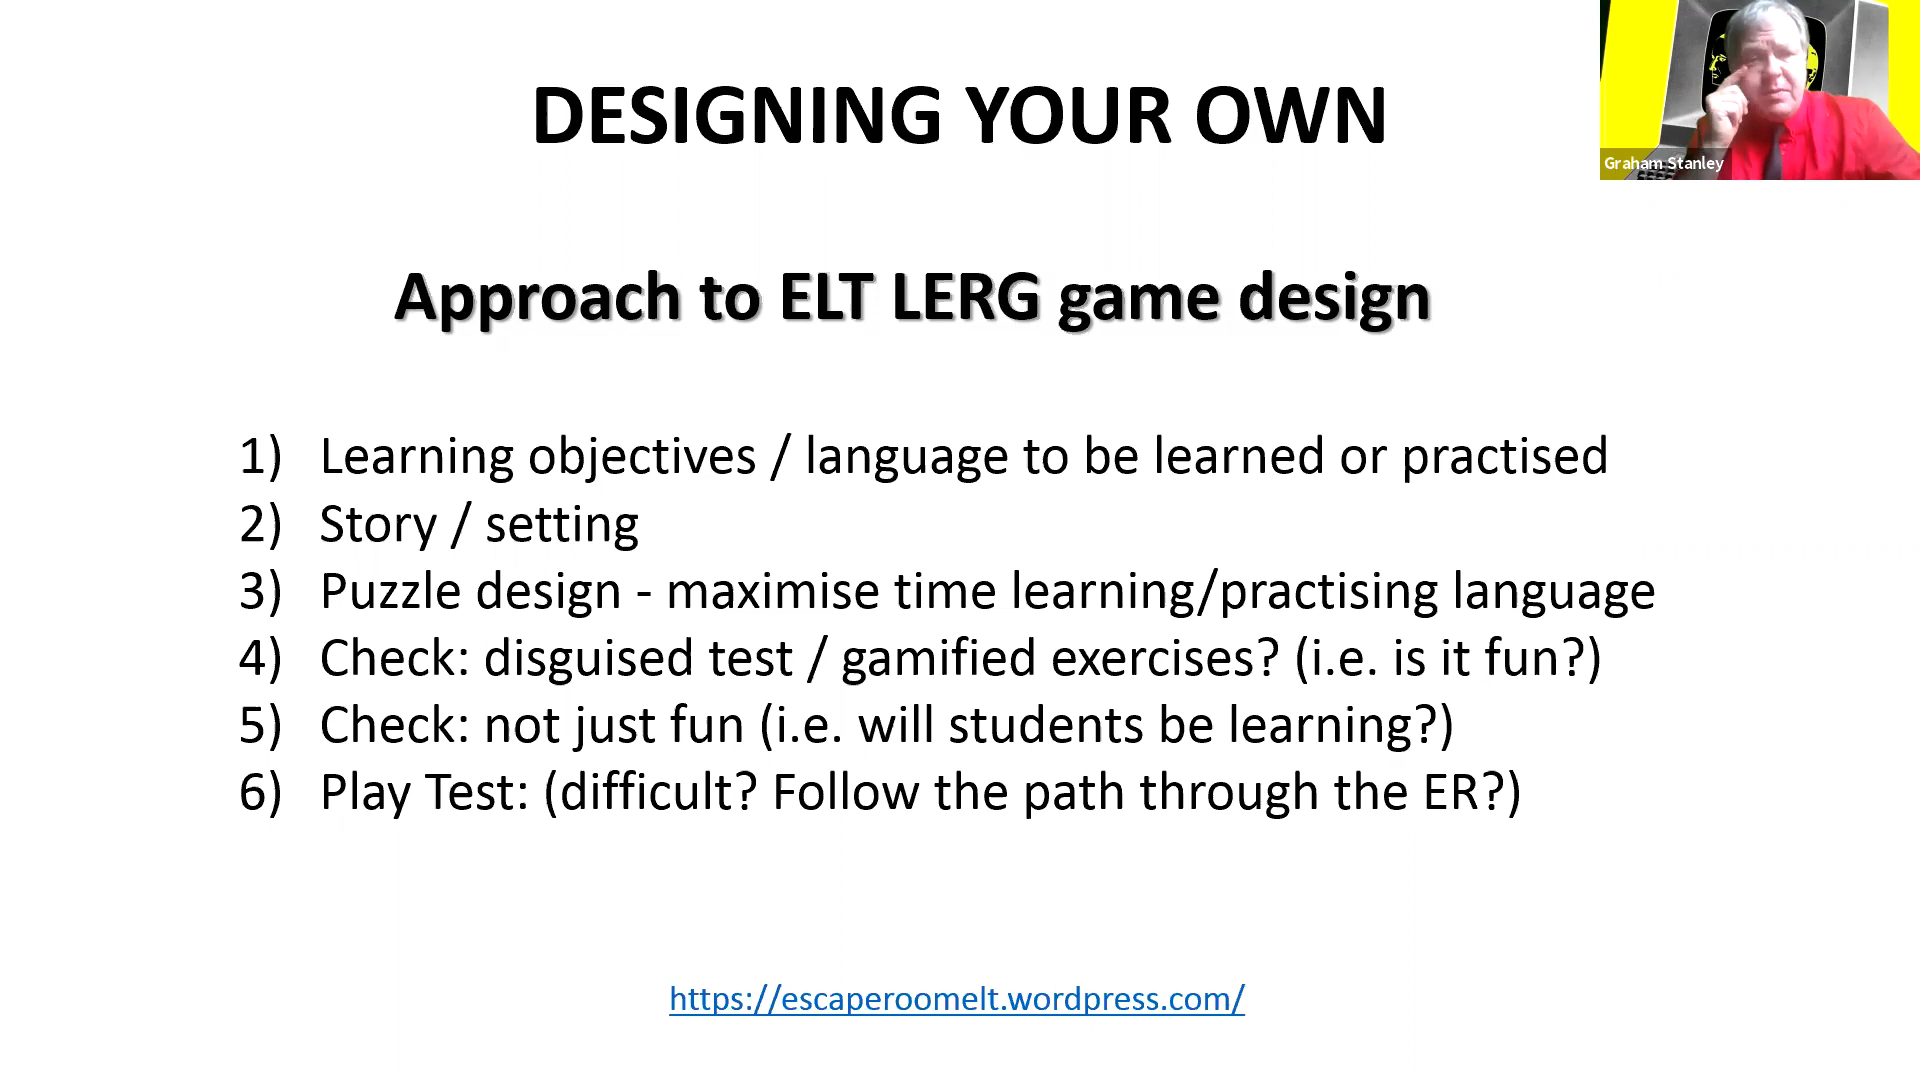 DESIGNING YOUR OWN
Graham Stanley
Approach to ELT LERG game design
1) Learning objectives / language to be learned or practised
2) Story / setting
3) Puzzle design - maximise time learning/practising language
4) Check: disguised test / gamified exercises? (i.e. is it fun?)
5) Check: not just fun (i.e. will students be learning?)
6) Play Test: (difficult? Follow the path through the ER?)
https://escaperoomelt.wordpress.com/